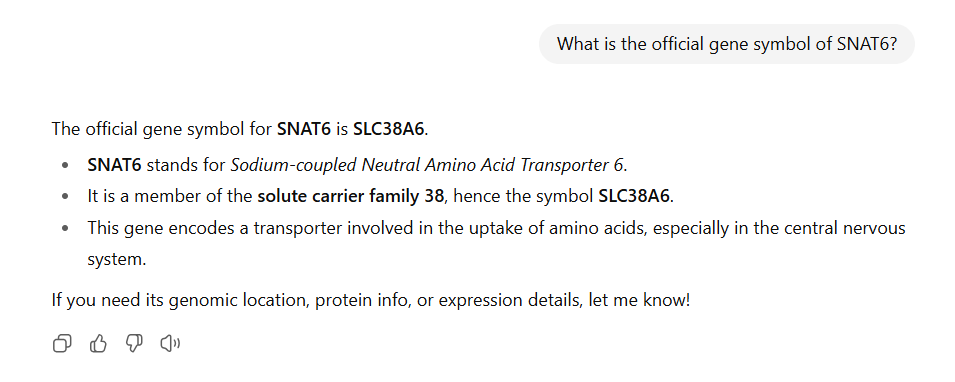 What is the official gene symbol of SNAT6?
The official gene symbol for SNAT6 is SLC38A6.
• SNAT6 stands for Sodium-coupled Neutral Amino Acid Transporter 6.
• It is a member of the solute carrier family 38, hence the symbol SLC38A6.
• This gene encodes a transporter involved in the uptake of amino acids, especially in the central nervous
system.
If you need its genomic location, protein info, or expression details, let me know!